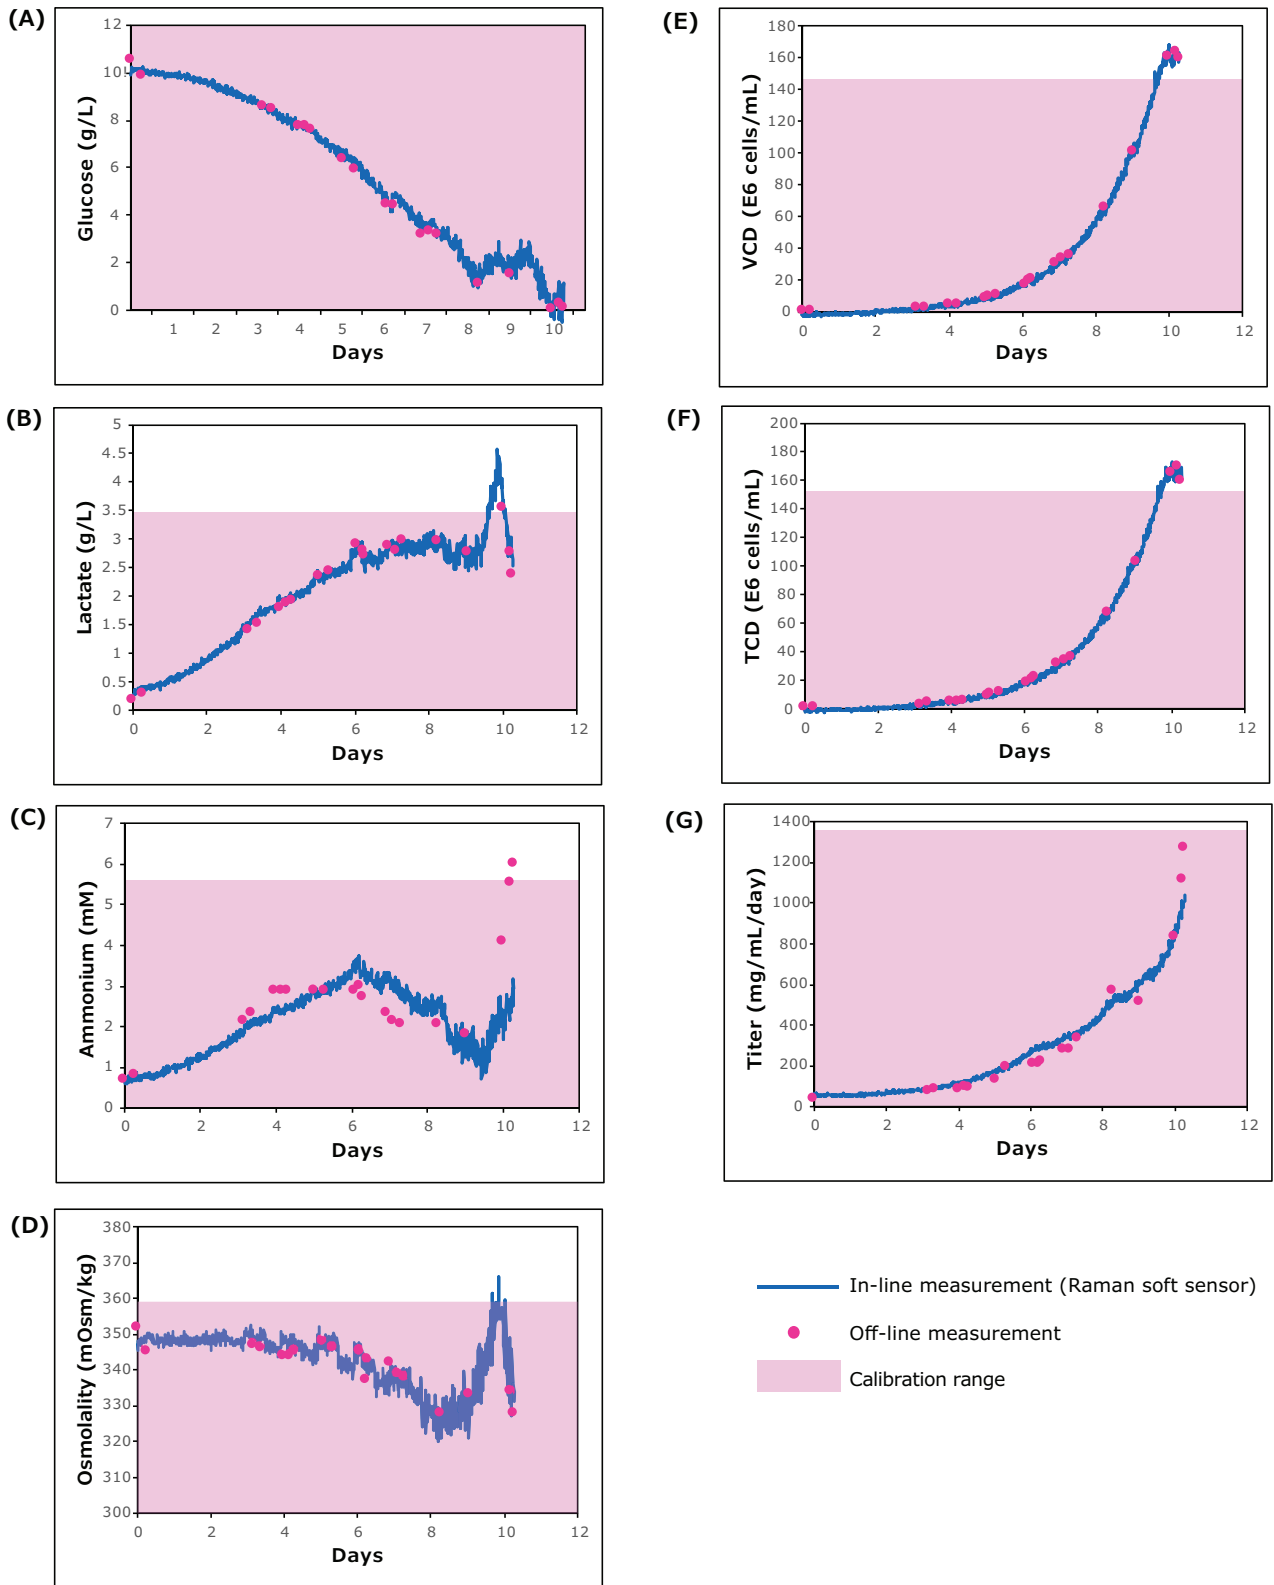 (A)
12
10
8
6
4
2
0
Glucose (g/L)
1 2 3 4 5 6 7 8 9 10
Days
(B)
5
4.5
4
3.5
3
2.5
2
1.5
1
0.5
0
Lactate (g/L)
0 2 4 6 8 10 12
Days
(C)
7
6
5
4
3
2
1
0
Ammonium (mM)
0 2 4 6 8 10 12
Days
(D)
380
370
360
350
340
330
320
310
300
Osmolality (mOsm/kg)
0 2 4 6 8 10 12
Days
(E)
180
160
140
120
100
80
60
40
20
0
VCD (E6 cells/mL)
0 2 4 6 8 10 12
Days
(F)
200
180
160
140
120
100
80
60
40
20
0
TCD (E6 cells/mL)
0 2 4 6 8 10 12
Days
(G)
1400
1200
1000
800
600
400
200
0
Titer (mg/mL/day)
0 2 4 6 8 10 12
Days
In-line measurement (Raman soft sensor)
Off-line measurement
Calibration range